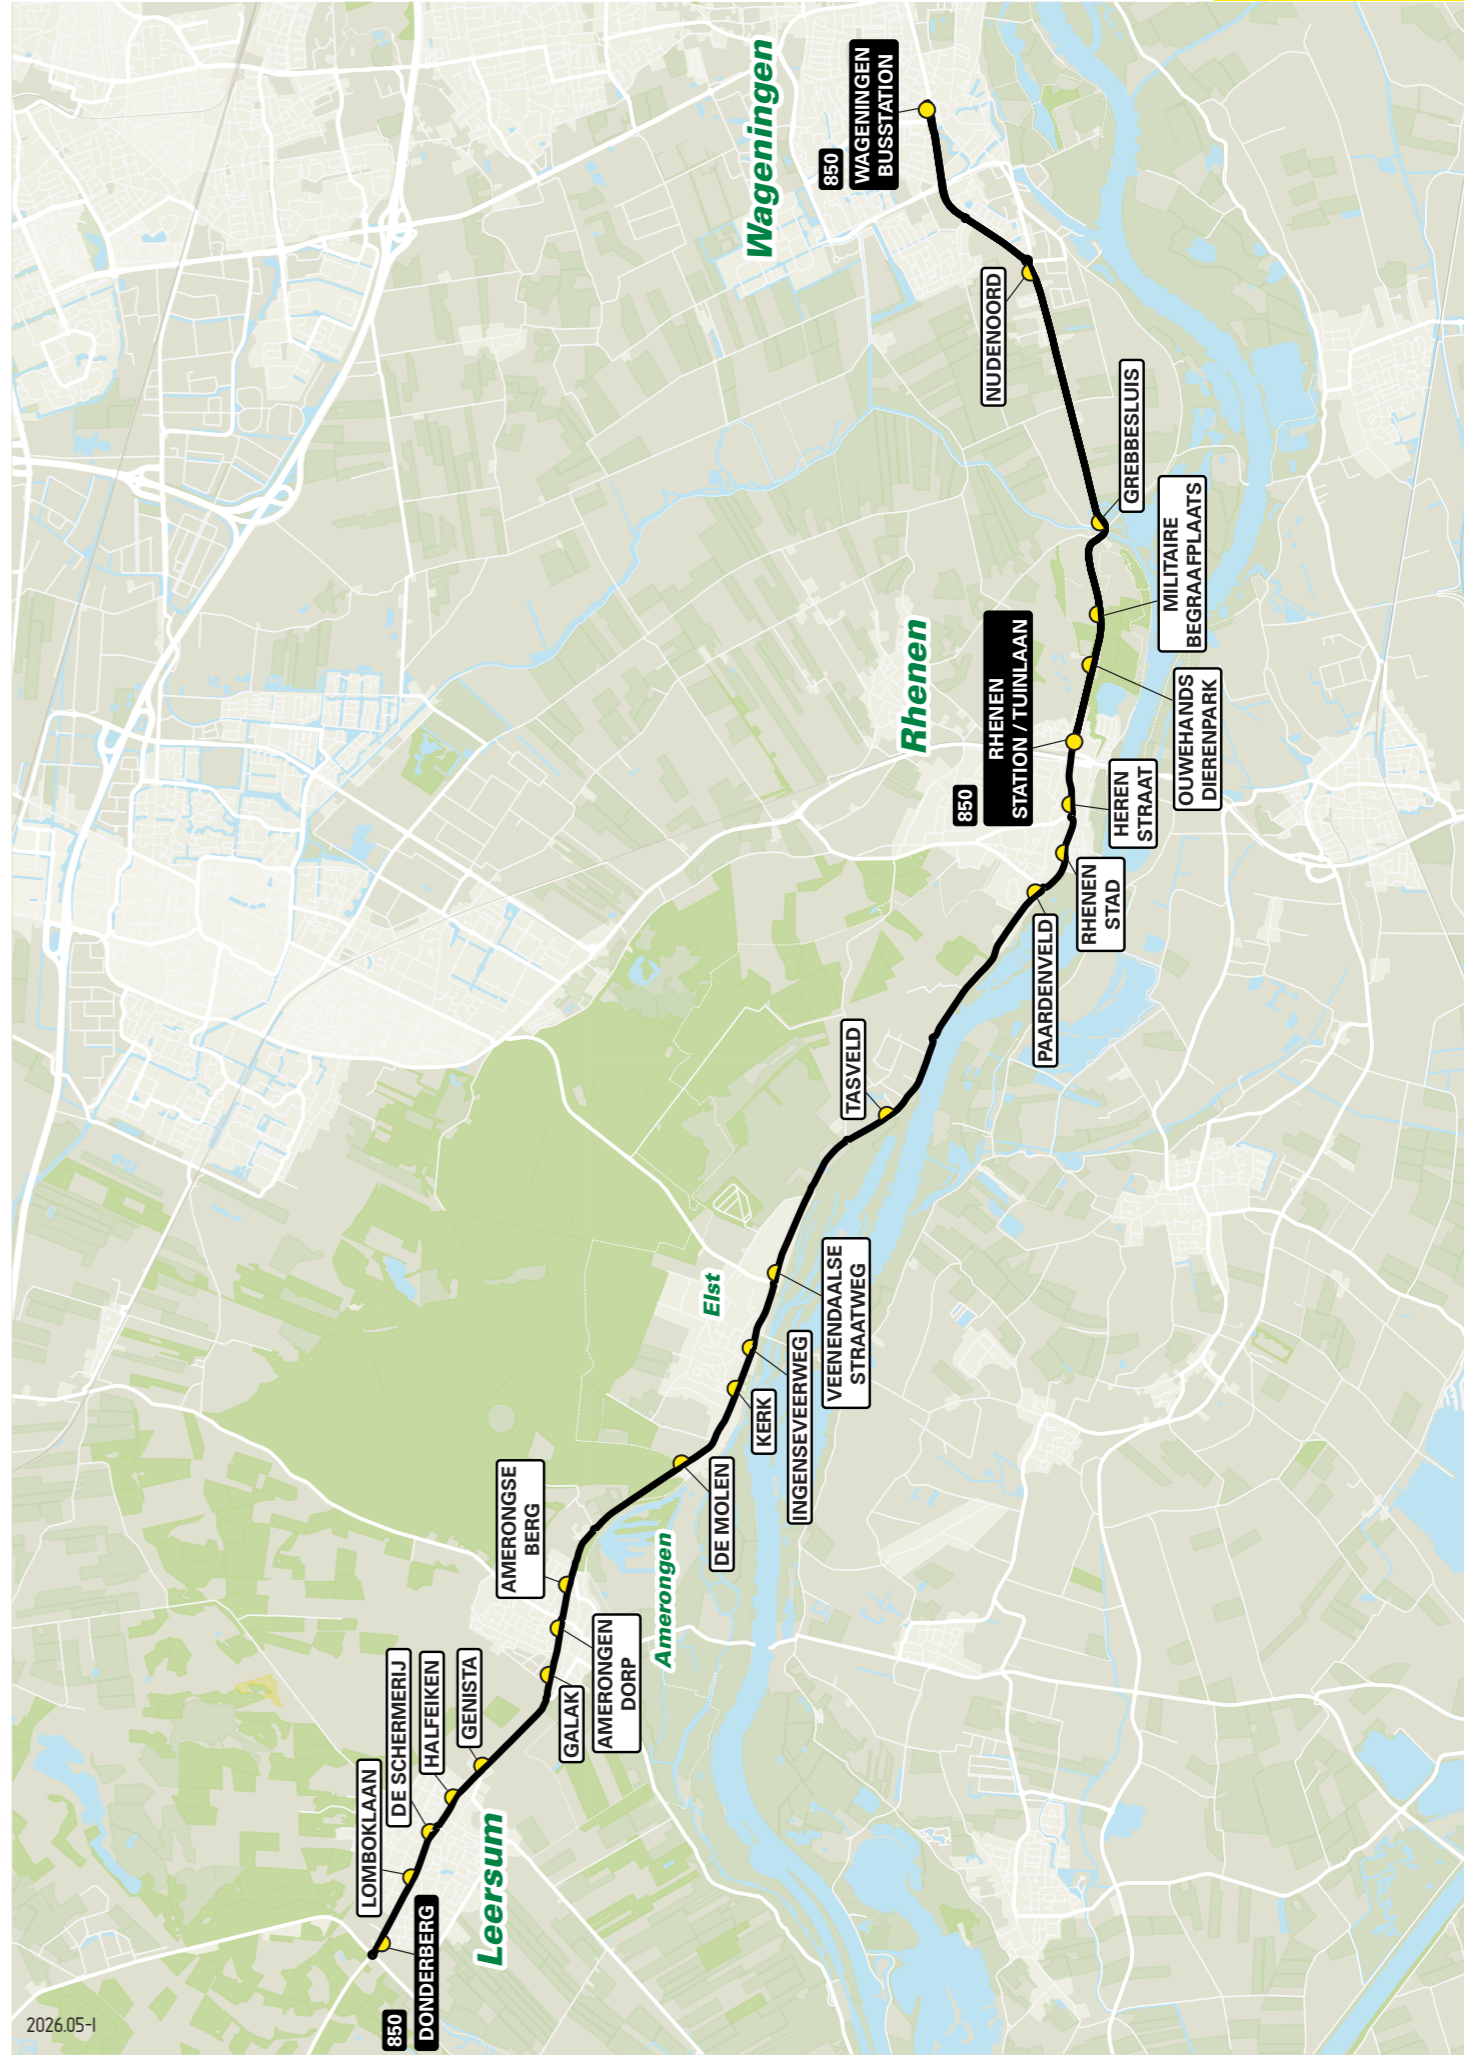 Wageningen
850
WAGENINGEN
BUSSTATION
NUDENOORD
GREBBESLUIS
MILITAIRE
BEGRAAFPLAATS
Rhenen
850
RHENEN
STATION / TUINLAAN
OUWEHANDS
DIERENPARK
HEREN
STRAAT
RHENEN
STAD
PAARDENVELD
TASVELD
Elst
VEENENDAALSE
STRAATWEG
INGENSEVEERWEG
KERK
DE MOLEN
Amerongen
AMERONGSE
BERG
AMERONGEN
DORP
GALAK
GENISTA
HALFEIKEN
DE SCHERMERIJ
LOMBOKLAAN
Leersum
850
DONDERBERG
2026.05-I